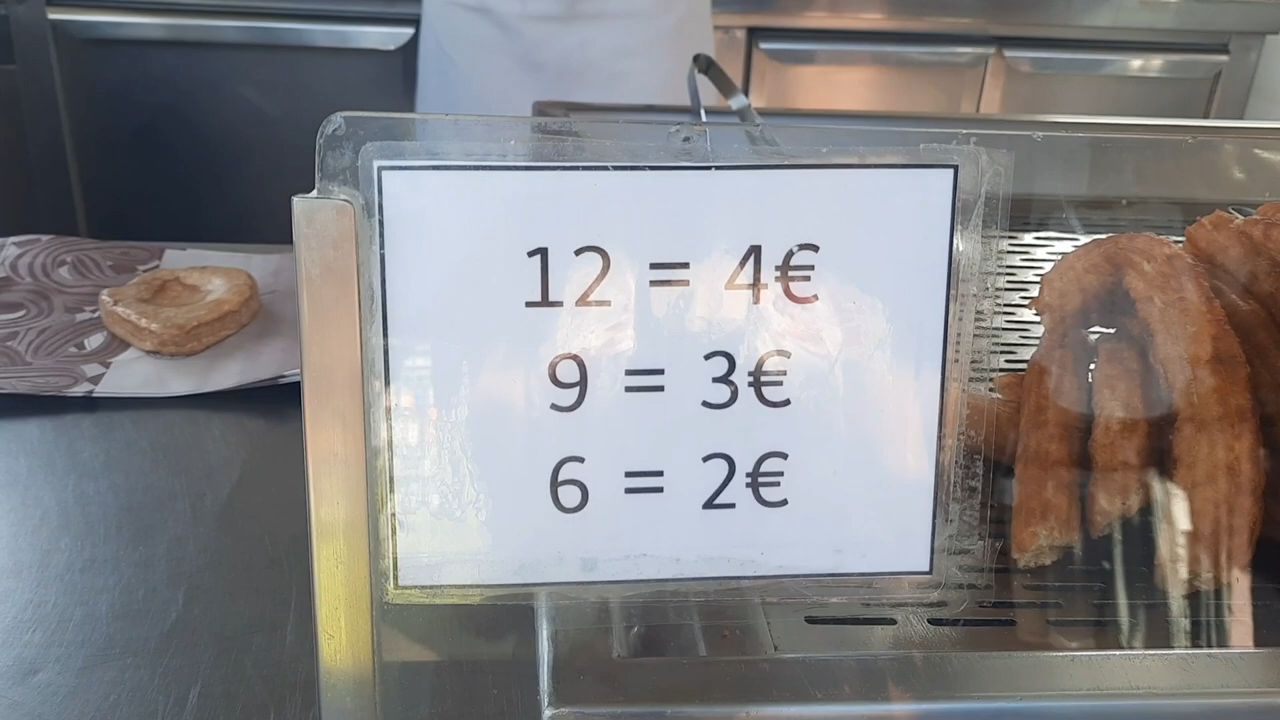 12 = 4€
9 = 3€
6 = 2€